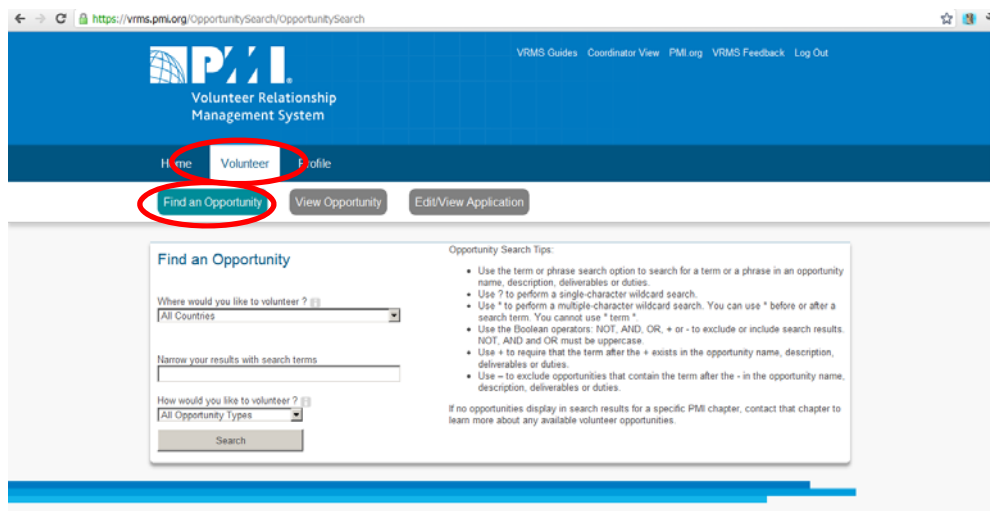 https://vrms.pmi.org/OpportunitySearch/OpportunitySearch
VRMS Guides Coordinator View PMI.org VRMS Feedback Log Out
PMI.
Volunteer Relationship
Management System
Home Volunteer Profile
Find an Opportunity View Opportunity Edit/View Application
Find an Opportunity
Where would you like to volunteer ?
All Countries
Narrow your results with search terms
How would you like to volunteer ?
All Opportunity Types
Search
Opportunity Search Tips:
• Use the term or phrase search option to search for a term or a phrase in an opportunity
name, description, deliverables or duties.
• Use ? to perform a single-character wildcard search.
• Use * to perform a multiple-character wildcard search. You can use * before or after a
search term. You cannot use * term *.
• Use the Boolean operators: NOT, AND, OR, + or - to exclude or include search results.
NOT, AND and OR must be uppercase.
• Use + to require that the term after the + exists in the opportunity name, description,
deliverables or duties.
• Use – to exclude opportunities that contain the term after the - in the opportunity name,
description, deliverables or duties.
If no opportunities display in search results for a specific PMI chapter, contact that chapter to
learn more about any available volunteer opportunities.